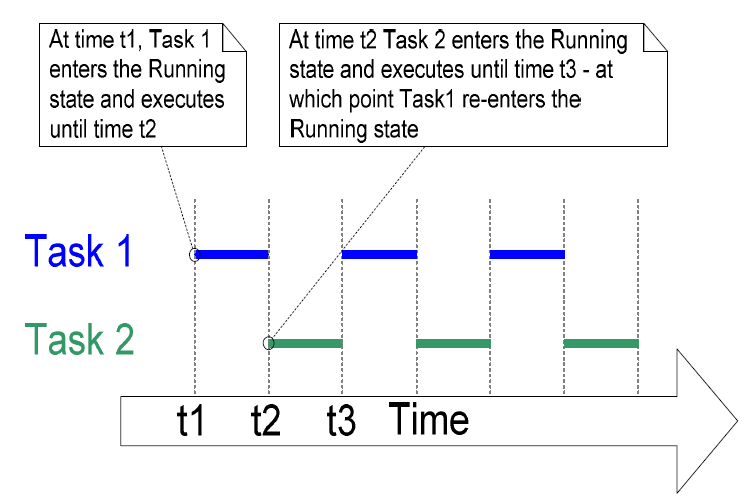 At time t1, Task 1
enters the Running
state and executes
until time t2
At time t2 Task 2 enters the Running
state and executes until time t3 - at
which point Task1 re-enters the
Running state
Task 1
Task 2
t1 t2 t3 Time